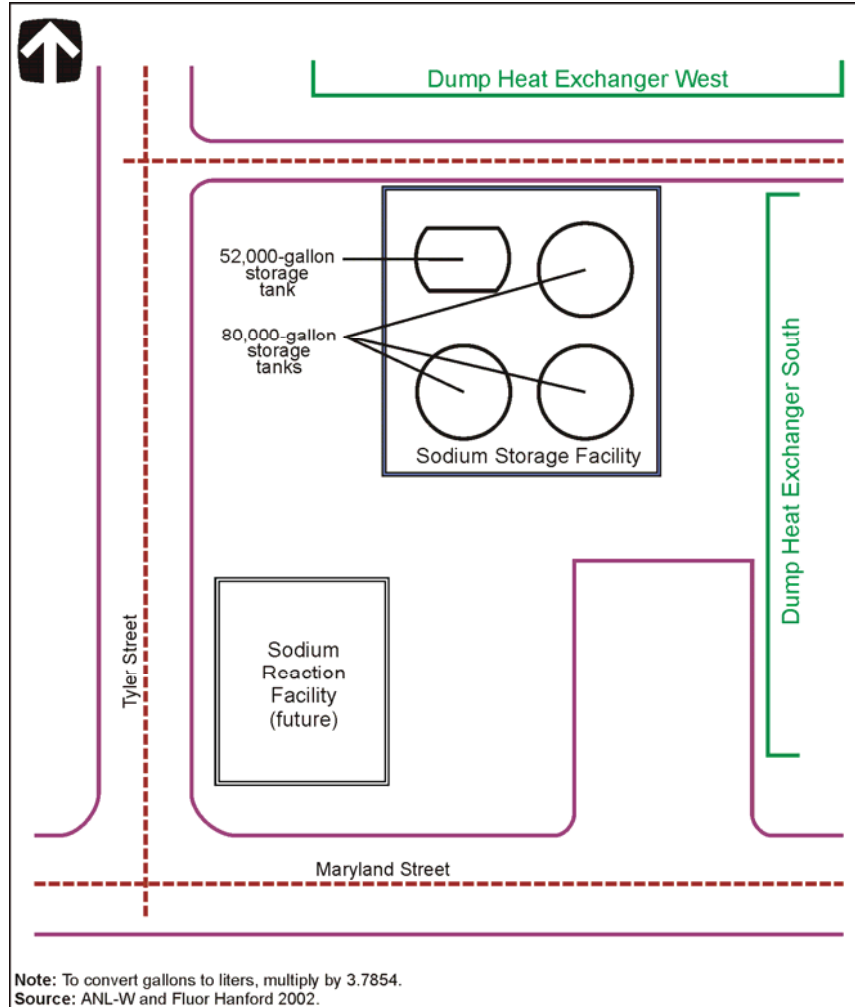 Dump Heat Exchanger West
52,000-gallon
storage
tank
80,000-gallon
storage
tanks
Sodium Storage Facility
Dump Heat Exchanger South
Tyler Street
Sodium
Reaction
Facility
(future)
Maryland Street
Note: To convert gallons to liters, multiply by 3.7854.
Source: ANL-W and Fluor Hanford 2002.